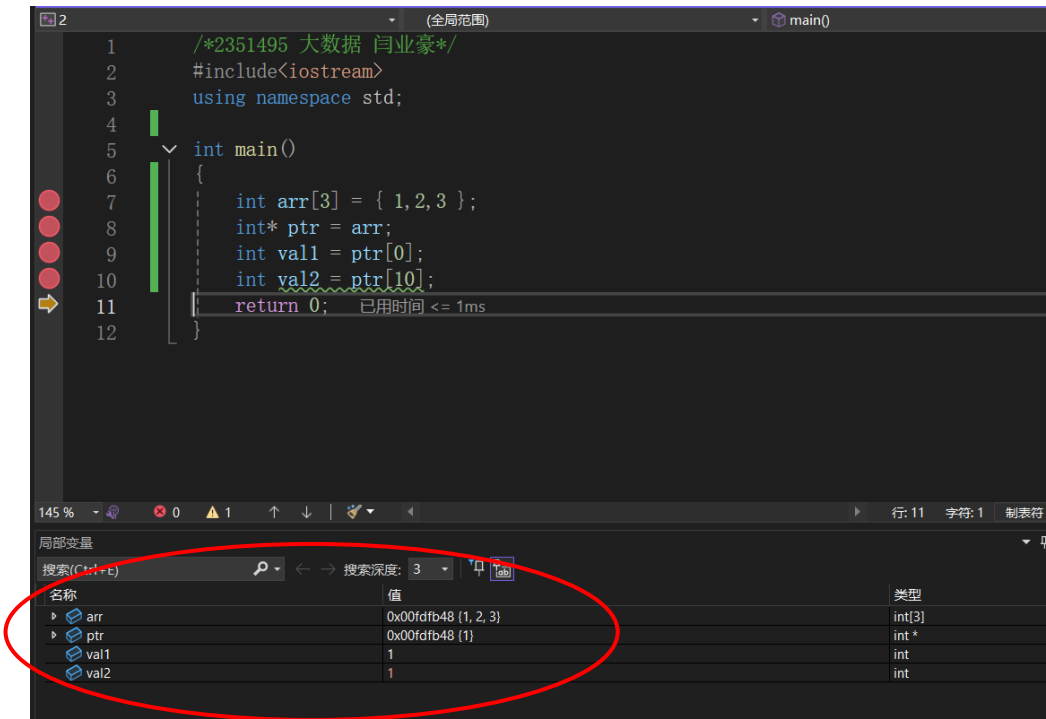 2 (全局范围) main()
1 /*2351495 大数据 闫业豪*/
2 #include<iostream>
3 using namespace std;
4
5 int main()
6 {
7 int arr[3] = { 1,2,3 };
8 int* ptr = arr;
9 int val1 = ptr[0];
10 int val2 = ptr[10];
11 return 0; 已用时间 <= 1ms
12 }
145 % 0 1 行: 11 字符: 1 制表符
局部变量
搜索(Ctrl+E) 搜索深度: 3
名称 值 类型
arr 0x00fdfb48 {1, 2, 3} int[3]
ptr 0x00fdfb48 {1} int *
val1 1 int
val2 1 int